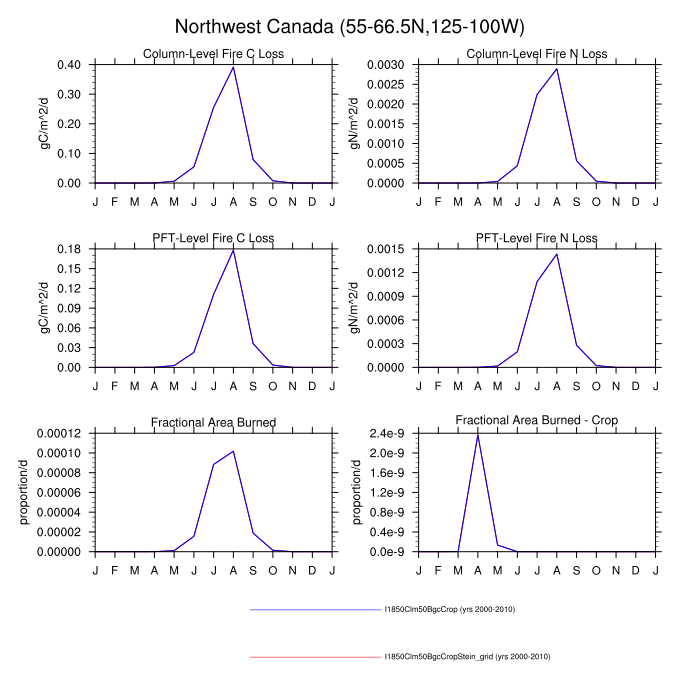 Northwest Canada (55-66.5N,125-100W)
Column-Level Fire C Loss
gC/m^2/d
0.40
0.30
0.20
0.10
0.00
J F M A M J J A S O N D J
Column-Level Fire N Loss
gN/m^2/d
0.0030
0.0025
0.0020
0.0015
0.0010
0.0005
0.0000
J F M A M J J A S O N D J
PFT-Level Fire C Loss
gC/m^2/d
0.18
0.15
0.12
0.09
0.06
0.03
0.00
J F M A M J J A S O N D J
PFT-Level Fire N Loss
gN/m^2/d
0.0015
0.0012
0.0009
0.0006
0.0003
0.0000
J F M A M J J A S O N D J
Fractional Area Burned
proportion/d
0.00012
0.00010
0.00008
0.00006
0.00004
0.00002
0.00000
J F M A M J J A S O N D J
Fractional Area Burned - Crop
proportion/d
2.4e-9
2.0e-9
1.6e-9
1.2e-9
0.8e-9
0.4e-9
0.0e-9
J F M A M J J A S O N D J
I1850Clm50BgcCrop (yrs 2000-2010)
I1850Clm50BgcCropStein_grid (yrs 2000-2010)